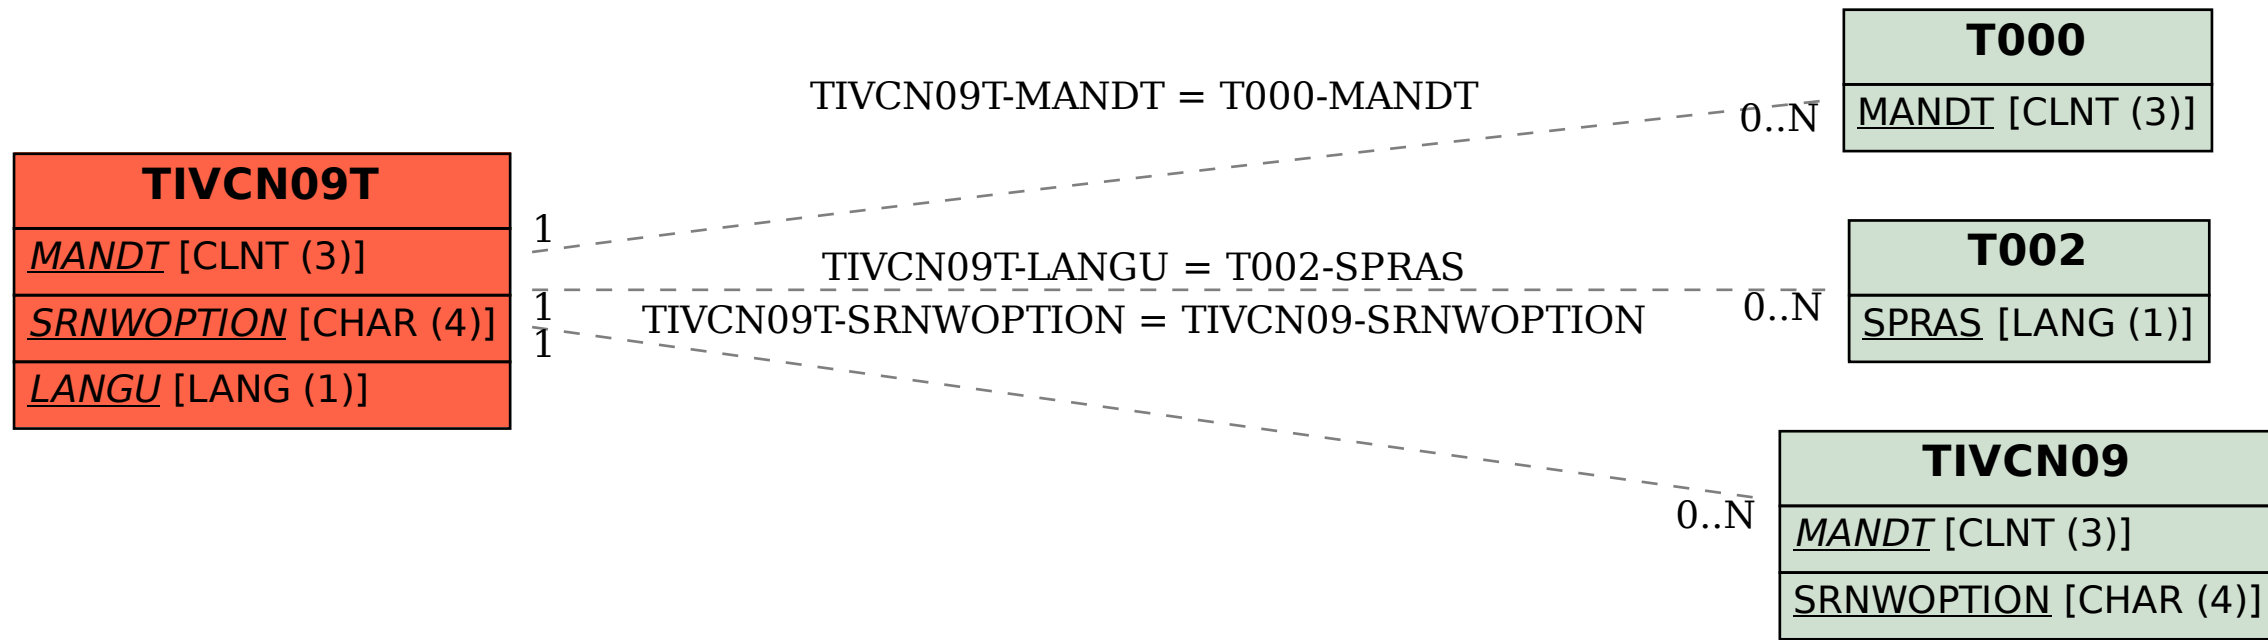 T000
MANDT [CLNT (3)]
TIVCN09T-MANDT = T000-MANDT
0..N
1
TIVCN09T
MANDT [CLNT (3)]
SRNWOPTION [CHAR (4)]
LANGU [LANG (1)]
T002
SPRAS [LANG (1)]
TIVCN09T-LANGU = T002-SPRAS
0..N
1
TIVCN09T-SRNWOPTION = TIVCN09-SRNWOPTION
1
0..N
TIVCN09
MANDT [CLNT (3)]
SRNWOPTION [CHAR (4)]